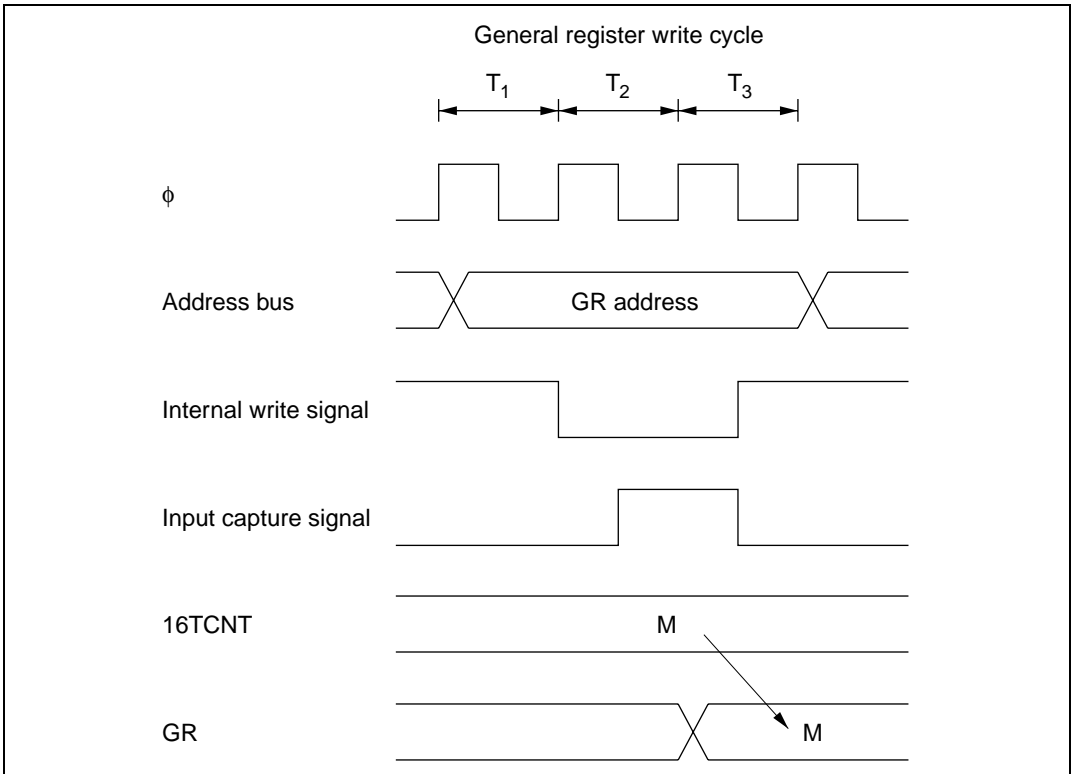 General register write cycle
T1 T2 T3
ϕ
Address bus GR address
Internal write signal
Input capture signal
16TCNT M
GR M